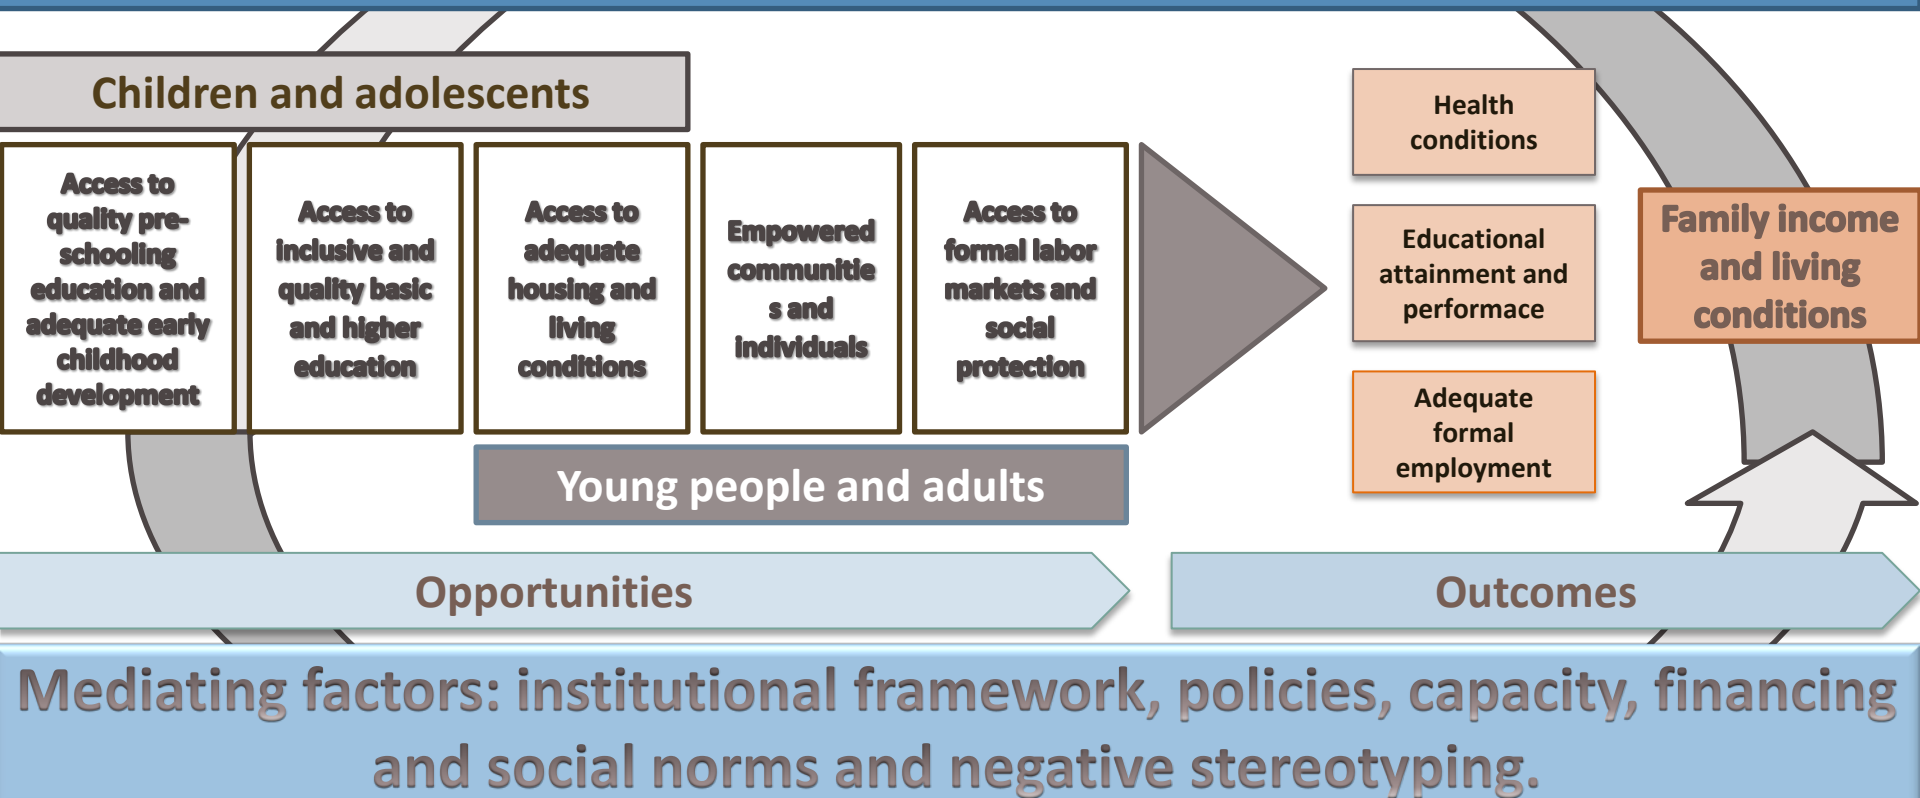 Children and adolescents
Access to
quality pre-
schooling
education and
adequate early
childhood
development
Access to
inclusive and
quality basic
and higher
education
Access to
adequate
housing and
living
conditions
Empowered
communitie
s and
individuals
Access to
formal labor
markets and
social
protection
Young people and adults
Health
conditions
Educational
attainment and
performace
Adequate
formal
employment
Family income
and living
conditions
Opportunities
Outcomes
Mediating factors: institutional framework, policies, capacity, financing
and social norms and negative stereotyping.